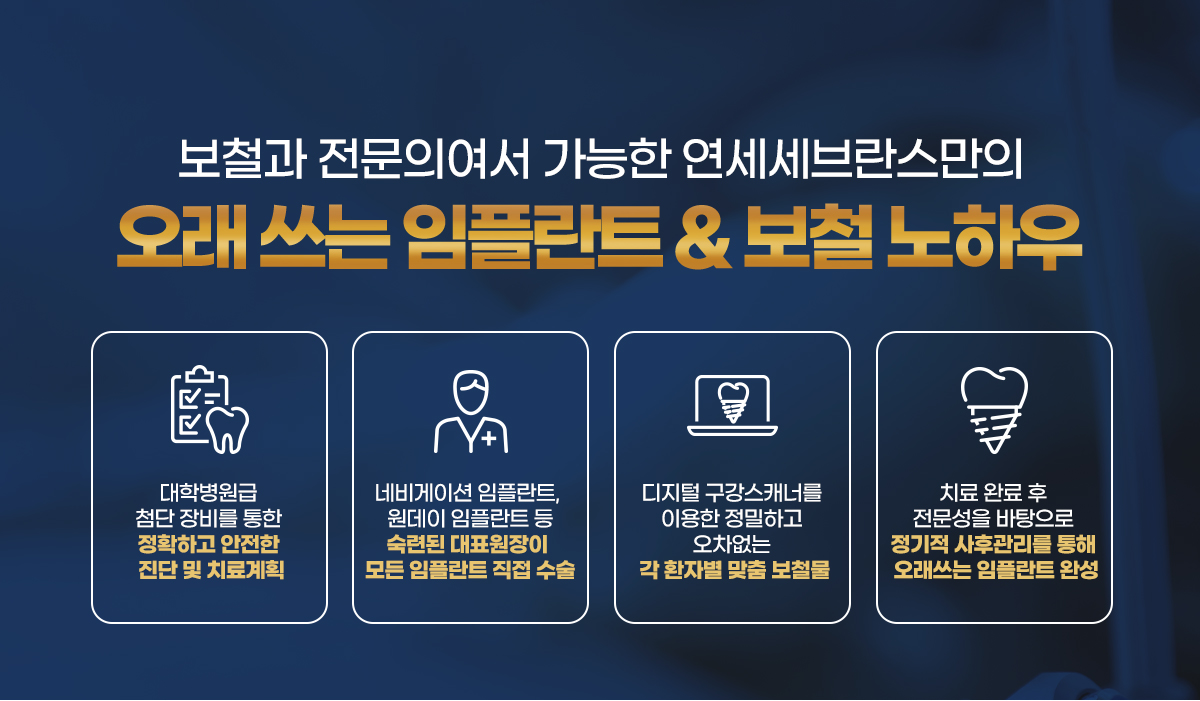 보철과 전문의여서 가능한 연세세브란스만의
오래 쓰는 임플란트 & 보철 노하우
대학병원급
첨단 장비를 통한
정확하고 안전한
진단 및 치료계획
네비게이션 임플란트,
원데이 임플란트 등
숙련된 대표원장이
모든 임플란트 직접 수술
디지털 구강스캐너를
이용한 정밀하고
오차없는
각 환자별 맞춤 보철물
치료 완료 후
전문성을 바탕으로
정기적 사후관리를 통해
오래쓰는 임플란트 완성